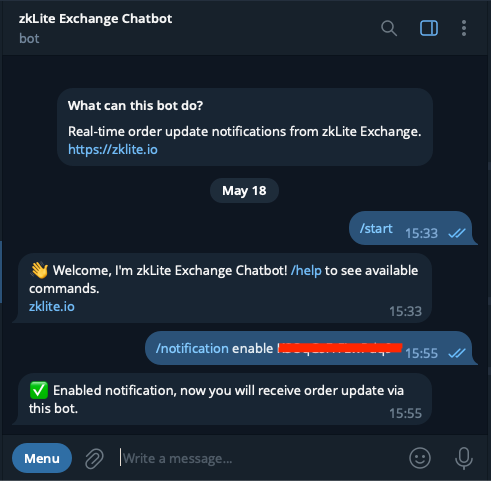 zkLite Exchange Chatbot
bot
What can this bot do?
Real-time order update notifications from zkLite Exchange.
https://zklite.io
May 18
/start 15:33
👋 Welcome, I'm zkLite Exchange Chatbot! /help to see available
commands.
zklite.io
15:33
/notification enable 15:55
✅ Enabled notification, now you will receive order update via
this bot.
15:55
Menu
Write a message...